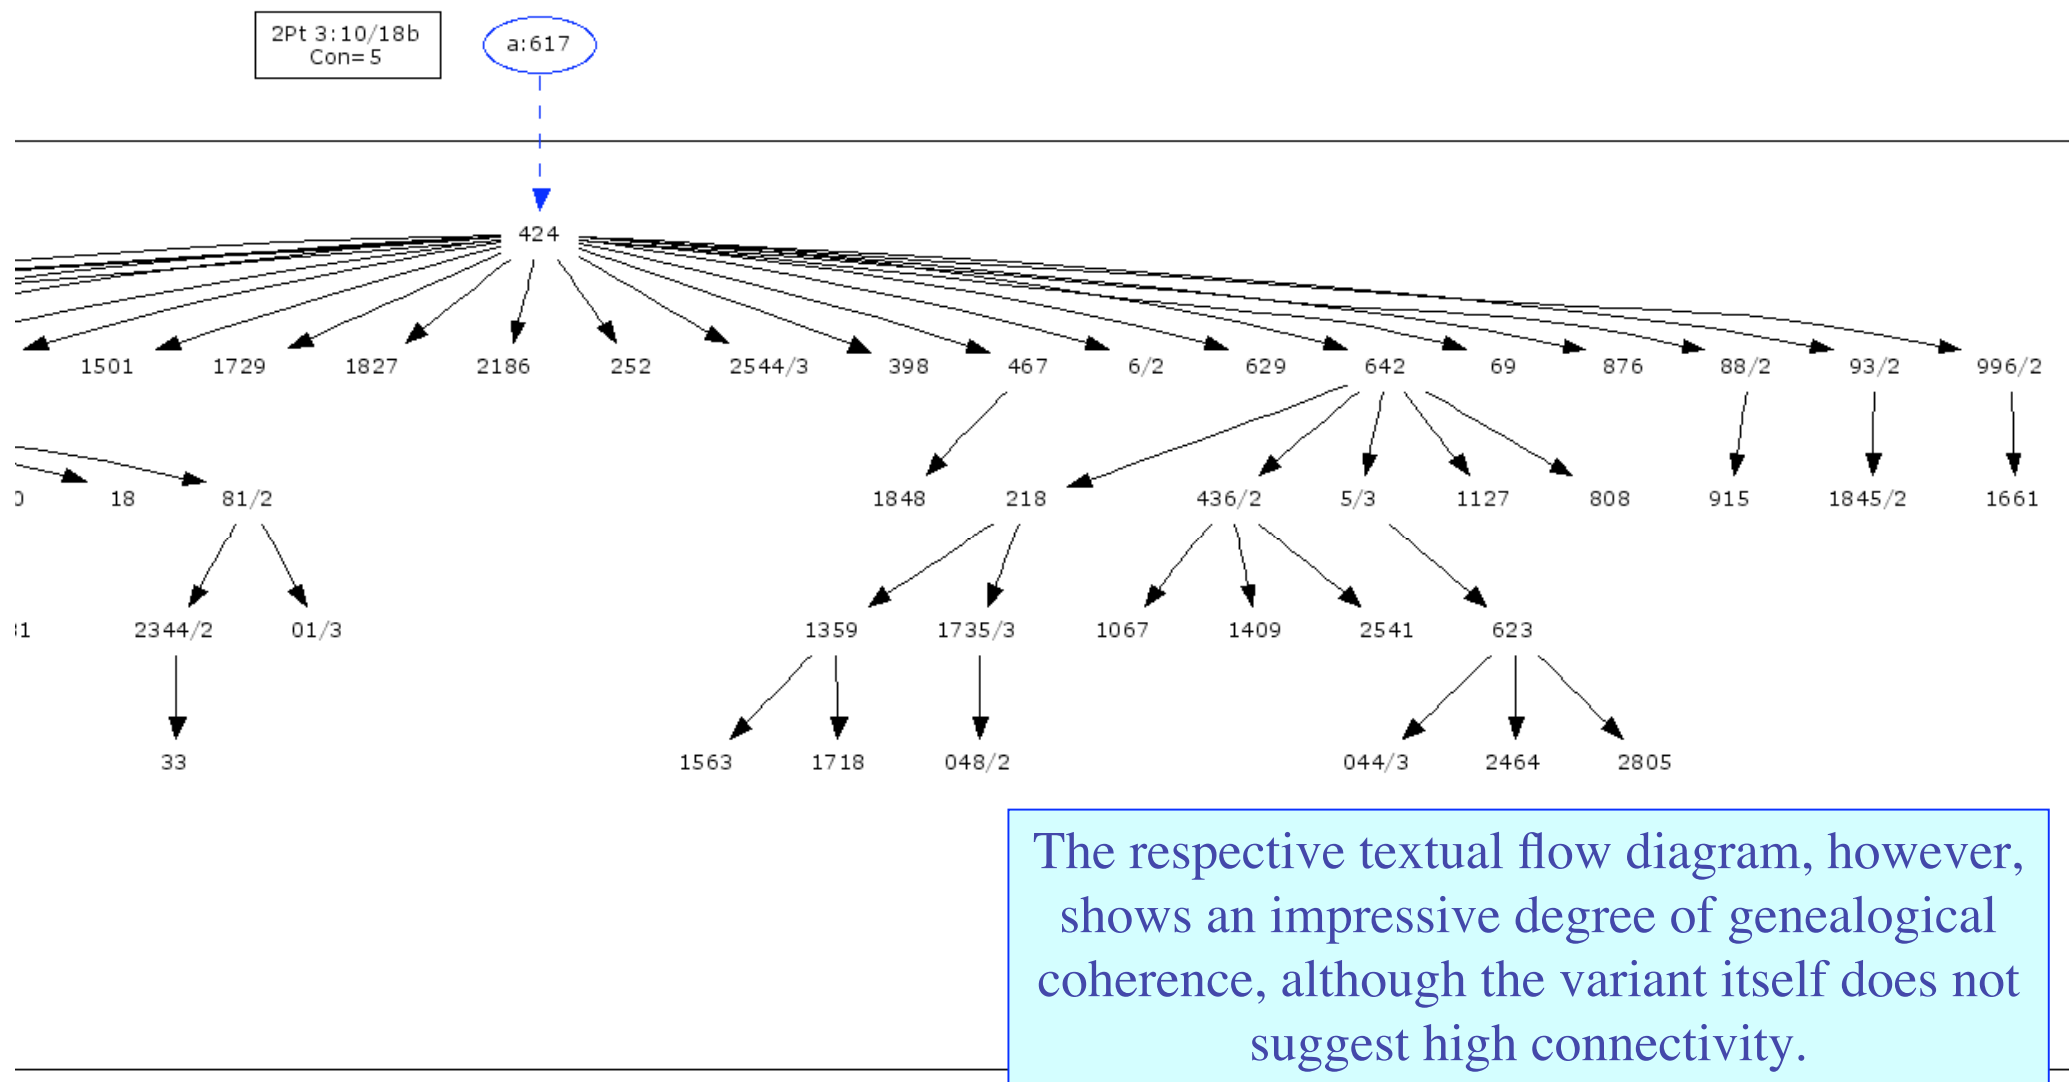 2Pt 3:10/18b
Con=5
a:617
424
1501 1729 1827 2186 252 2544/3 398 467 6/2 629 642 69 876 88/2 93/2 996/2
0 18 81/2 1848 218 436/2 5/3 1127 808 915 1845/2 1661
31 2344/2 01/3 1359 1735/3 1067 1409 2541 623
33 1563 1718 048/2 044/3 2464 2805
The respective textual flow diagram, however,
shows an impressive degree of genealogical
coherence, although the variant itself does not
suggest high connectivity.